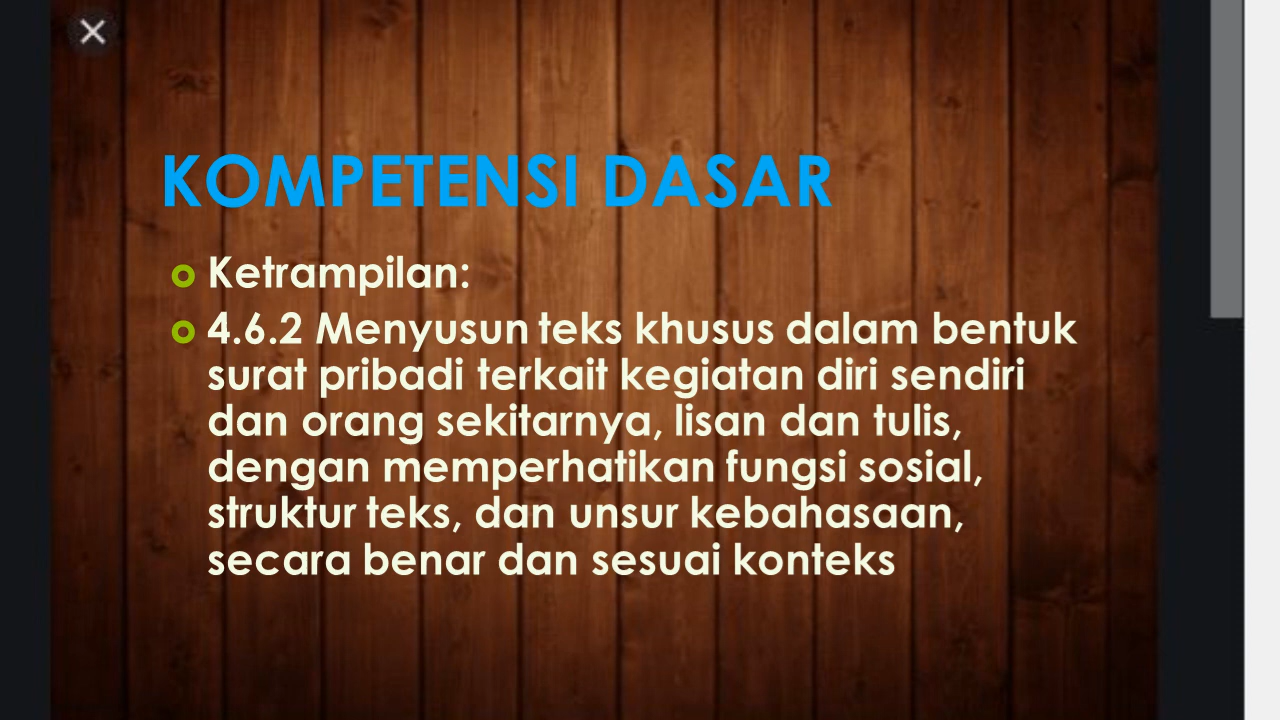 KOMPETENSI DASAR
Ketrampilan:
4.6.2 Menyusun teks khusus dalam bentuk
surat pribadi terkait kegiatan diri sendiri
dan orang sekitarnya, lisan dan tulis,
dengan memperhatikan fungsi sosial,
struktur teks, dan unsur kebahasaan,
secara benar dan sesuai konteks